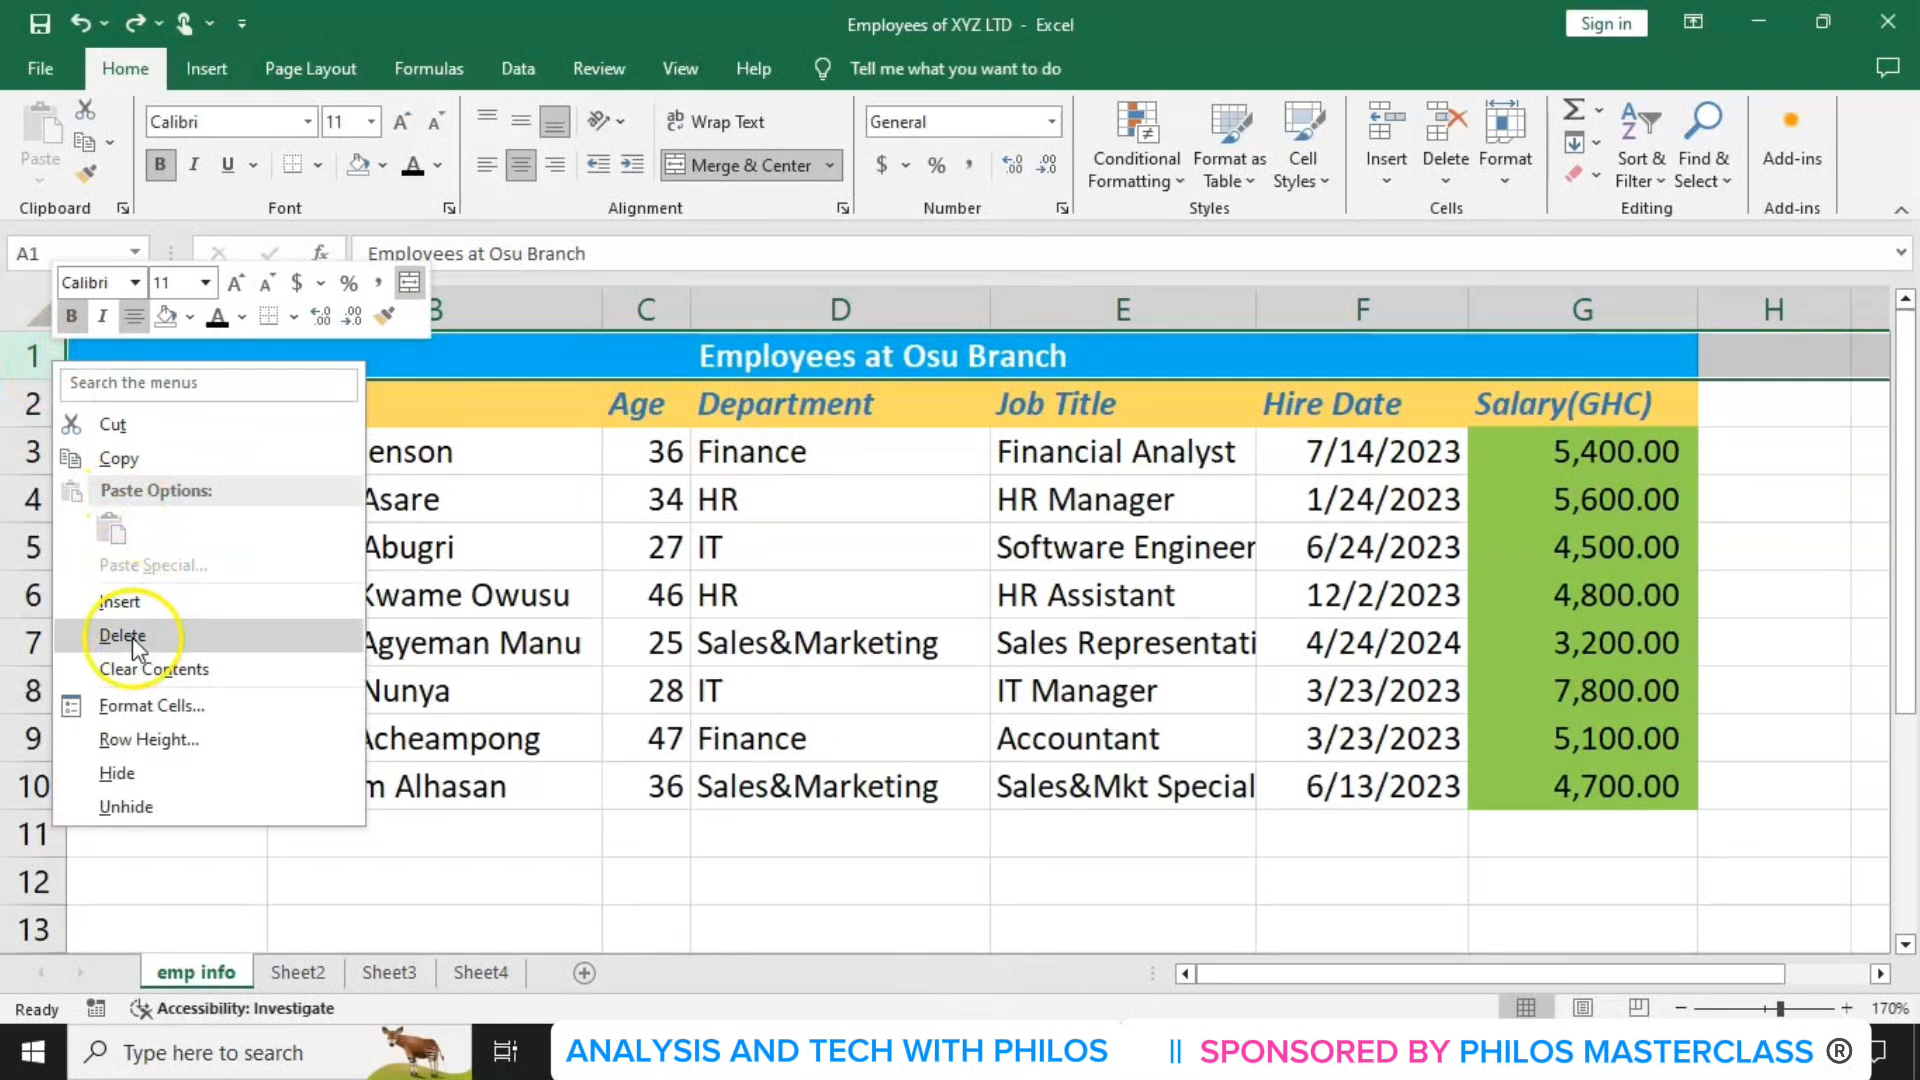 Employees of XYZ LTD - Excel
Sign in
File Home Insert Page Layout Formulas Data Review View Help Tell me what you want to do
Paste
Calibri 11
Wrap Text
General
B I U
Merge & Center
$ % ,
Conditional Formatting
Format as Table
Cell Styles
Insert Delete Format
Sort & Filter
Find & Select
Add-ins
Clipboard Font Alignment Number Styles Cells Editing Add-ins
A1 fx Employees at Osu Branch
Calibri 11 $ % ,
B I
B C D E F G H
1 Employees at Osu Branch
2 Age Department Job Title Hire Date Salary(GHC)
3 enson 36 Finance Financial Analyst 7/14/2023 5,400.00
4 Asare 34 HR HR Manager 1/24/2023 5,600.00
5 Abugri 27 IT Software Engineer 6/24/2023 4,500.00
6 Kwame Owusu 46 HR HR Assistant 12/2/2023 4,800.00
7 Agyeman Manu 25 Sales&Marketing Sales Representati 4/24/2024 3,200.00
8 Nunya 28 IT IT Manager 3/23/2023 7,800.00
9 Acheampong 47 Finance Accountant 3/23/2023 5,100.00
10 m Alhasan 36 Sales&Marketing Sales&Mkt Special 6/13/2023 4,700.00
11
12
13
Search the menus
Cut
Copy
Paste Options:
Paste Special...
Insert
Delete
Clear Contents
Format Cells...
Row Height...
Hide
Unhide
emp info Sheet2 Sheet3 Sheet4
Ready Accessibility: Investigate 170%
Type here to search
ANALYSIS AND TECH WITH PHILOS || SPONSORED BY PHILOS MASTERCLASS ®